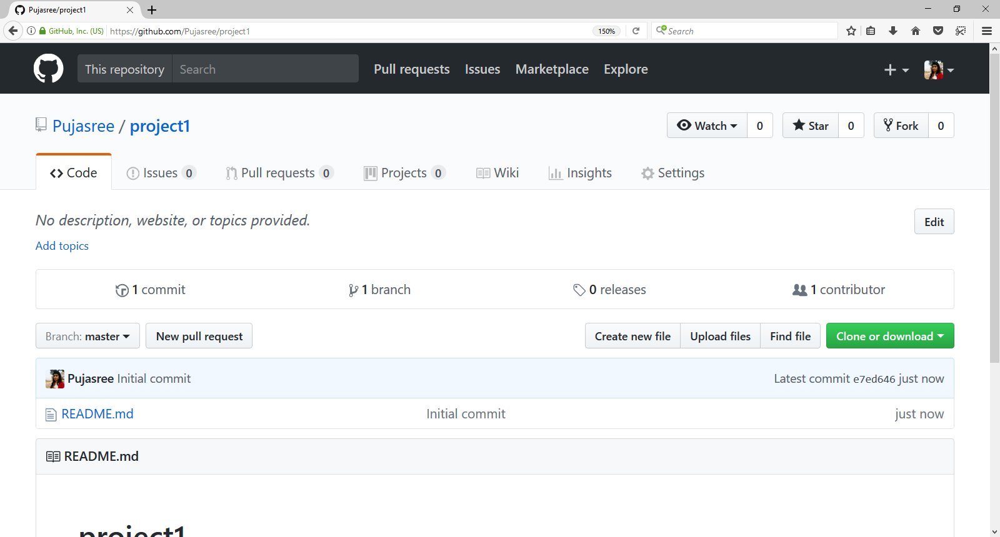 Pujasree/project1
GitHub, Inc. (US) https://github.com/Pujasree/project1 150% Search
This repository Search Pull requests Issues Marketplace Explore
Pujasree / project1 Watch 0 Star 0 Fork 0
Code Issues 0 Pull requests 0 Projects 0 Wiki Insights Settings
No description, website, or topics provided. Edit
Add topics
1 commit 1 branch 0 releases 1 contributor
Branch: master New pull request Create new file Upload files Find file Clone or download
Pujasree Initial commit Latest commit e7ed646 just now
README.md Initial commit just now
README.md
project1